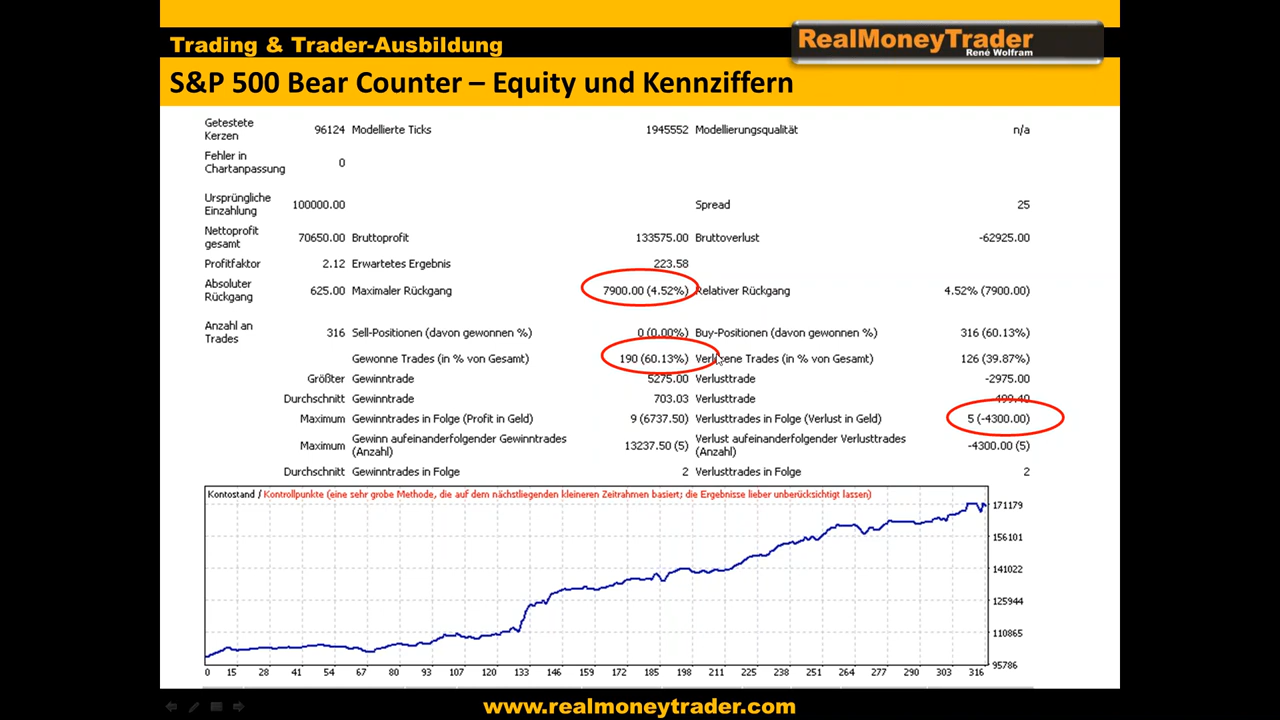 Trading & Trader-Ausbildung
RealMoneyTrader
René Wolfram
S&P 500 Bear Counter – Equity und Kennziffern
Getestete Kerzen 96124 Modellierte Ticks 1945552 Modellierungsqualität n/a
Fehler in Chartanpassung 0
Ursprüngliche Einzahlung 100000.00 Spread 25
Nettoprofit gesamt 70650.00 Bruttoprofit 133575.00 Bruttoverlust -62925.00
Profitfaktor 2.12 Erwartetes Ergebnis 223.58
Absoluter Rückgang 625.00 Maximaler Rückgang 7900.00 (4.52%) Relativer Rückgang 4.52% (7900.00)
Anzahl an Trades 316 Sell-Positionen (davon gewonnen %) 0 (0.00%) Buy-Positionen (davon gewonnen %) 316 (60.13%)
Gewonne Trades (in % von Gesamt) 190 (60.13%) Verlorene Trades (in % von Gesamt) 126 (39.87%)
Größter Gewinntrade 5275.00 Verlusttrade -2975.00
Durchschnitt Gewinntrade 703.03 Verlusttrade -499.40
Maximum Gewinntrades in Folge (Profit in Geld) 9 (6737.50) Verlusttrades in Folge (Verlust in Geld) 5 (-4300.00)
Maximum Gewinn aufeinanderfolgender Gewinntrades (Anzahl) 13237.50 (5) Verlust aufeinanderfolgender Verlusttrades (Anzahl) -4300.00 (5)
Durchschnitt Gewinntrades in Folge 2 Verlusttrades in Folge 2
Kontostand / Kontrollpunkte (eine sehr grobe Methode, die auf dem nächstliegenden kleineren Zeitrahmen basiert; die Ergebnisse lieber unberücksichtigt lassen)
171179
156101
141022
125944
110865
95786
0 15 28 41 54 67 80 93 107 120 133 146 159 172 185 198 211 225 238 251 264 277 290 303 316
www.realmoneytrader.com